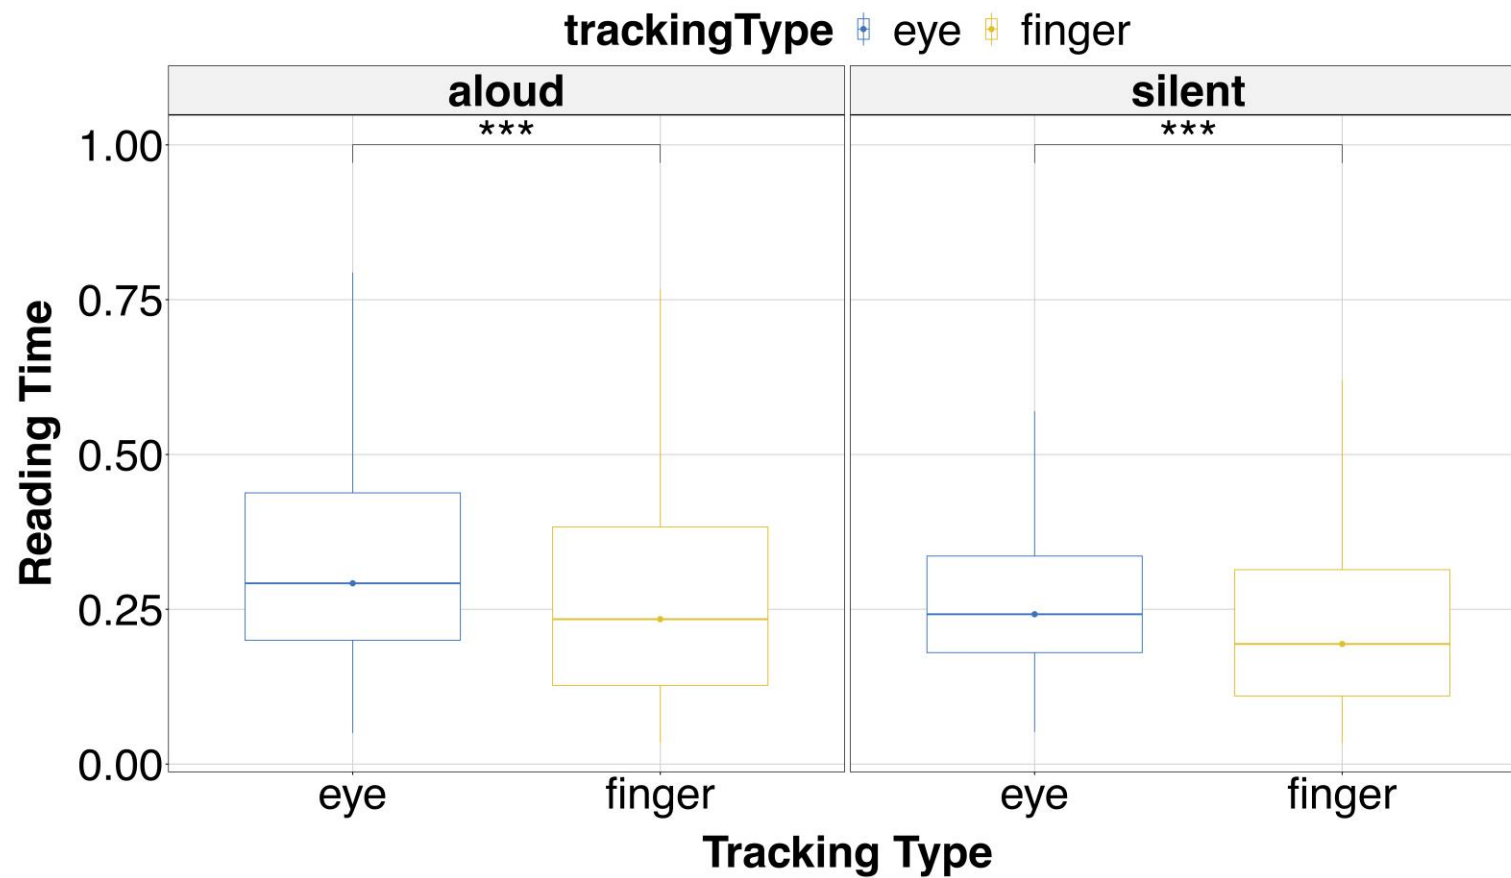 trackingType eye finger
aloud silent
*** ***
1.00
0.75
0.50
0.25
0.00
Reading Time
eye finger eye finger
Tracking Type